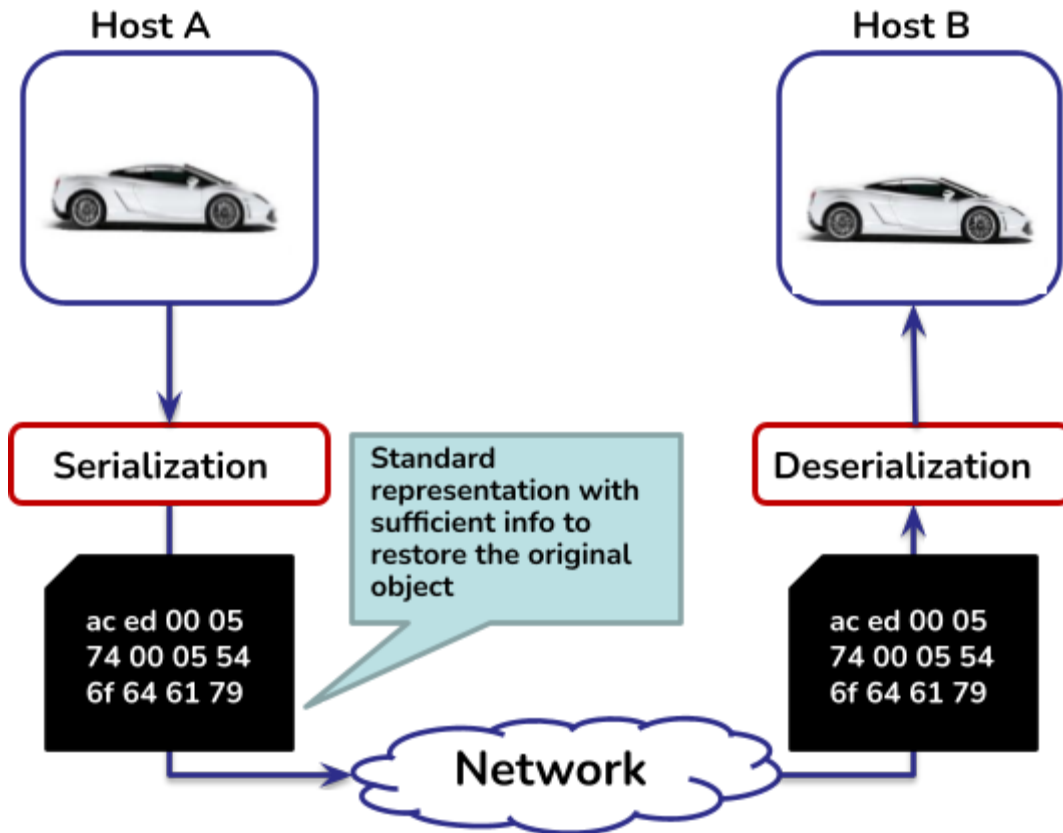 Host A
Host B
Serialization
Standard
representation with
sufficient info to
restore the original
object
Deserialization
ac ed 00 05
74 00 05 54
6f 64 61 79
ac ed 00 05
74 00 05 54
6f 64 61 79
Network